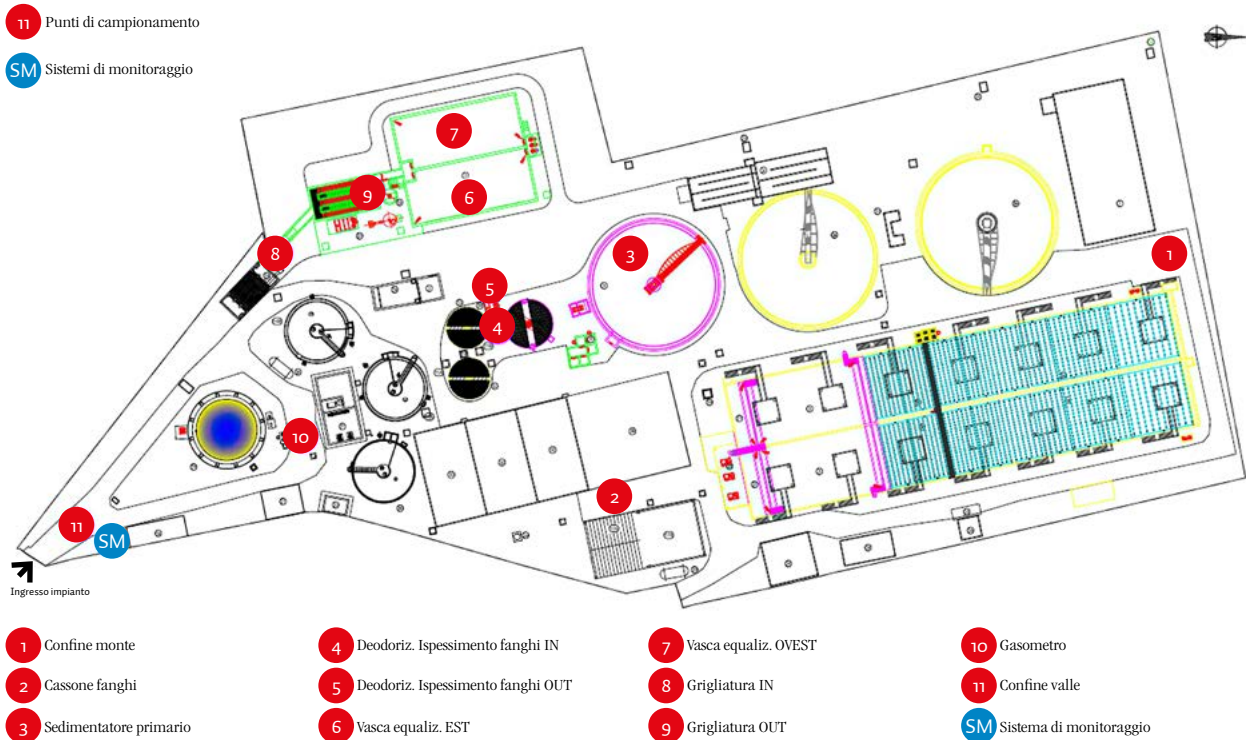 11 Punti di campionamento
SM Sistemi di monitoraggio
7
9
6
8
3
1
5
4
10
2
11
SM
Ingresso impianto
1 Confine monte
2 Cassone fanghi
3 Sedimentatore primario
4 Deodoriz. Ispessimento fanghi IN
5 Deodoriz. Ispessimento fanghi OUT
6 Vasca equaliz. EST
7 Vasca equaliz. OVEST
8 Grigliatura IN
9 Grigliatura OUT
10 Gasometro
11 Confine valle
SM Sistema di monitoraggio